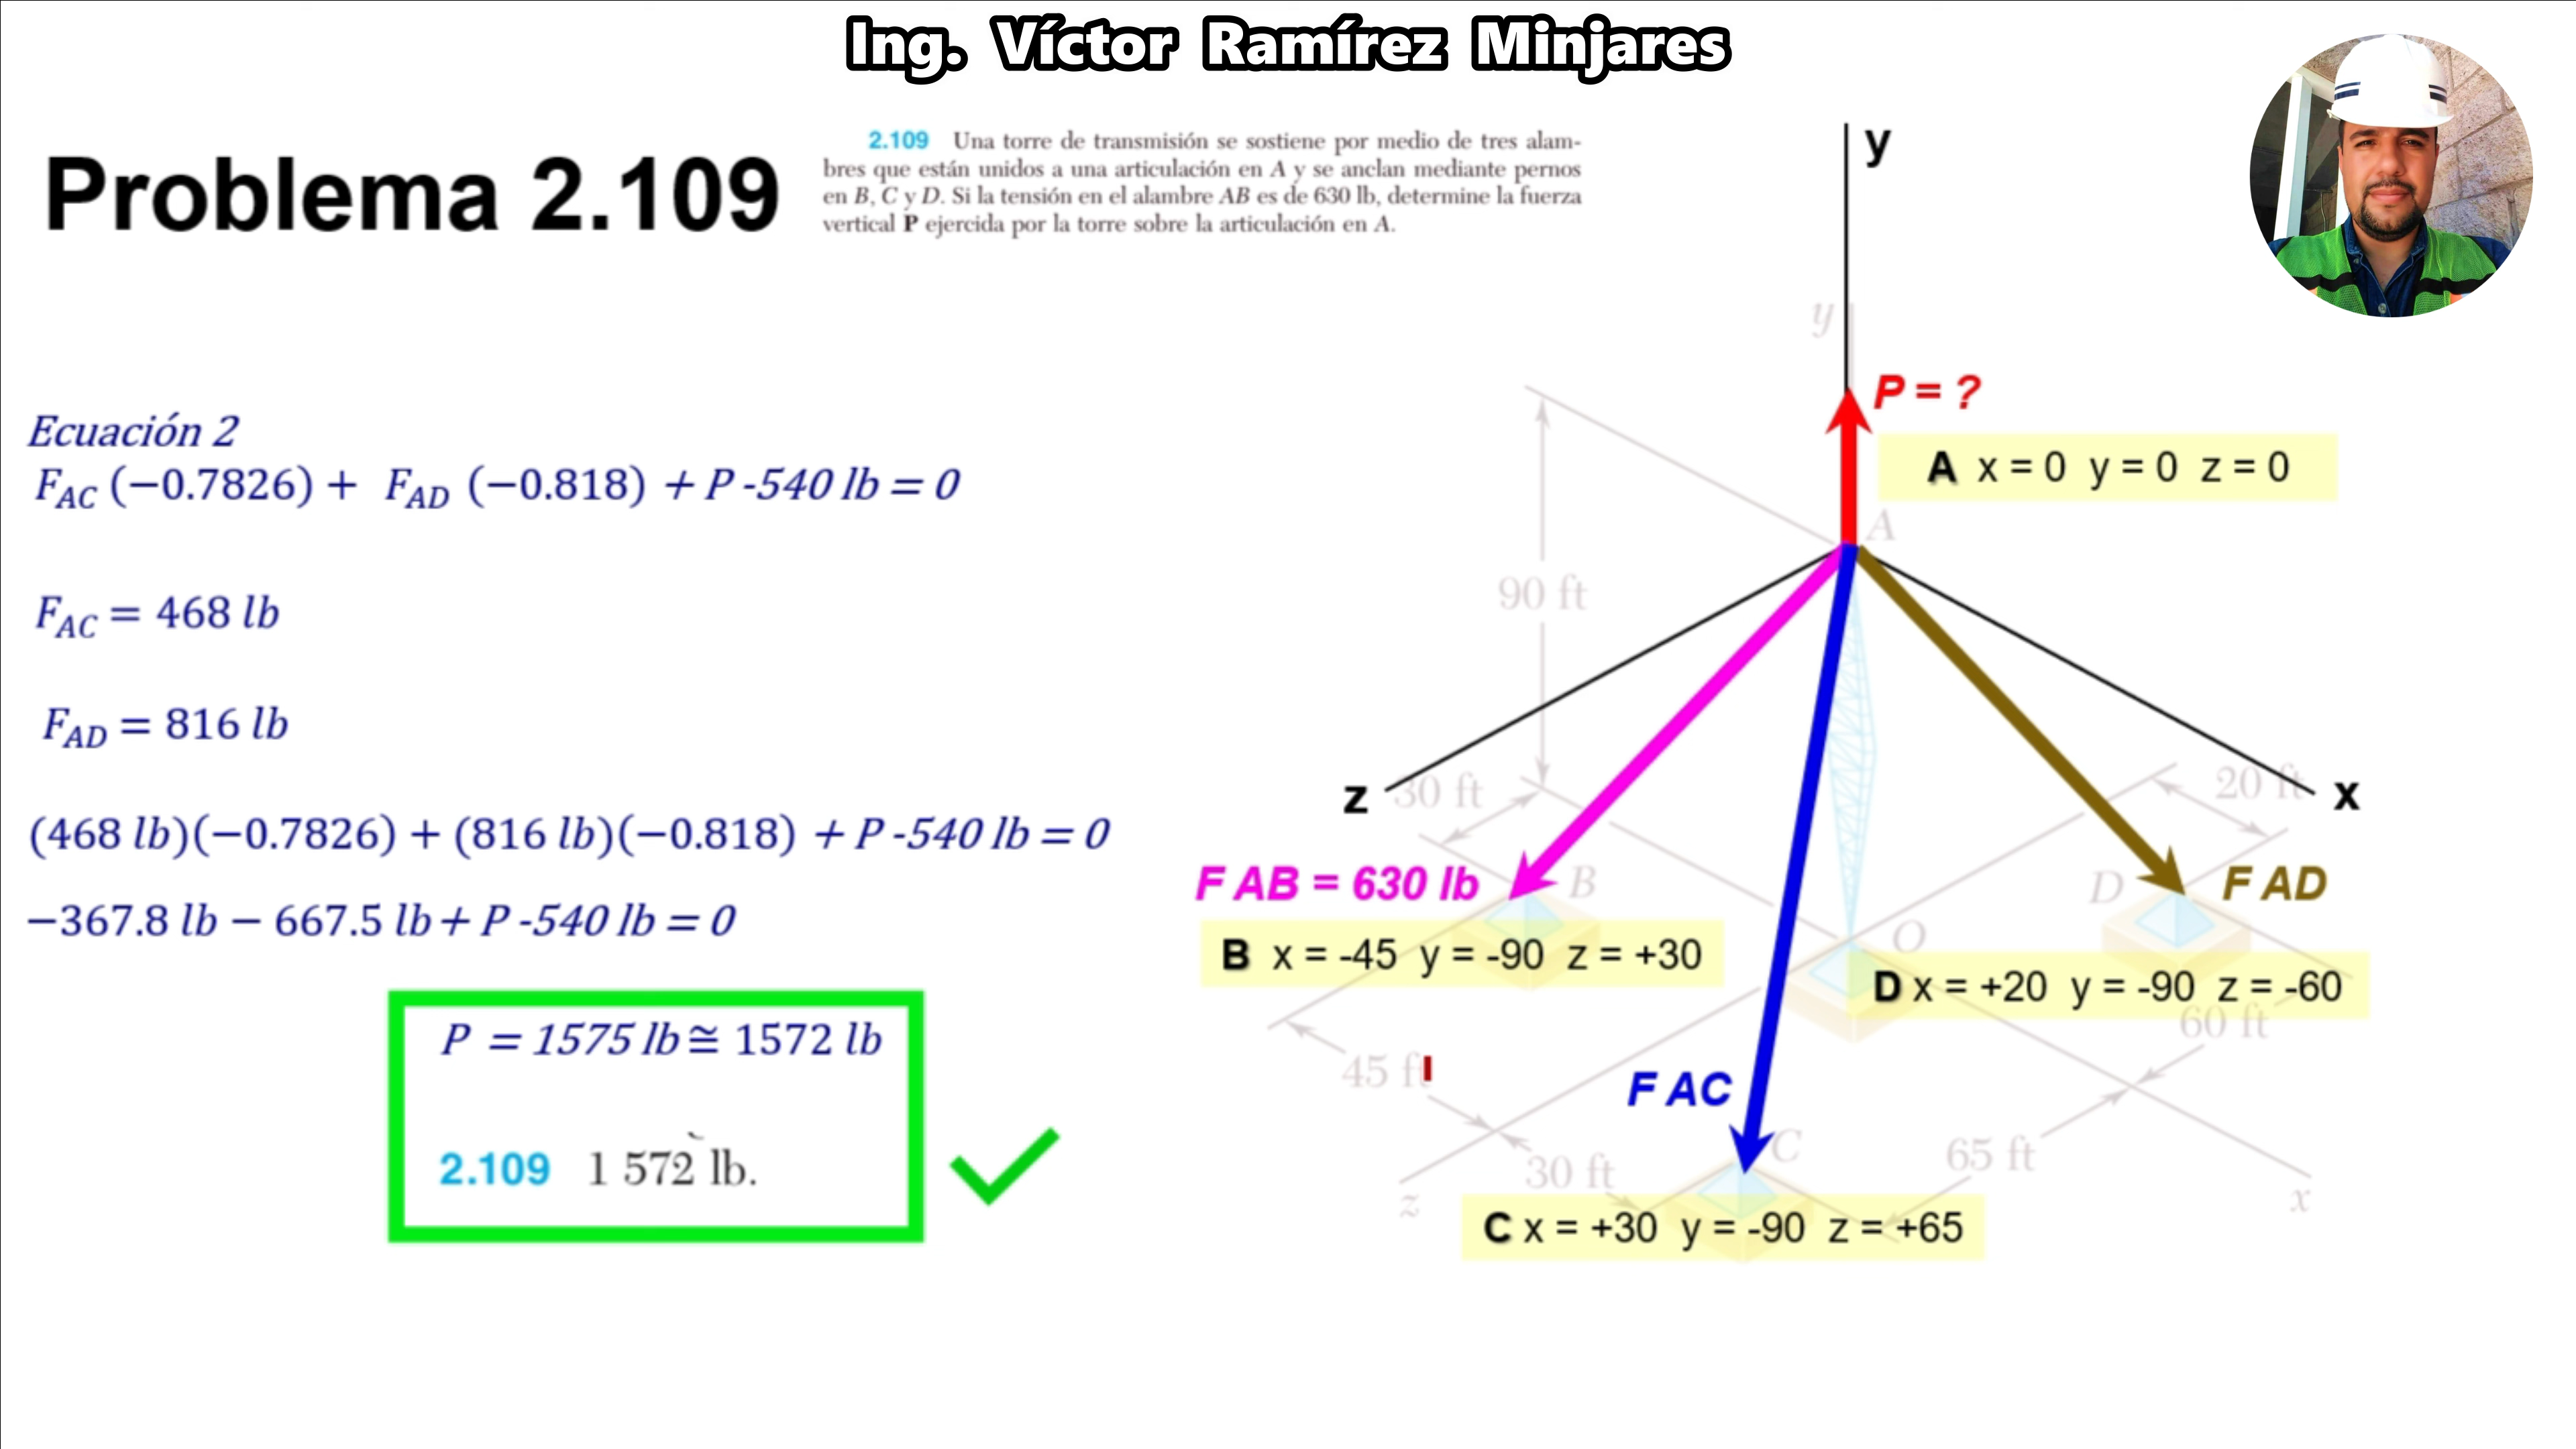 Ing. Víctor Ramírez Minjares
Problema 2.109
2.109 Una torre de transmisión se sostiene por medio de tres alam-
bres que están unidos a una articulación en A y se anclan mediante pernos
en B, C y D. Si la tensión en el alambre AB es de 630 lb, determine la fuerza
vertical P ejercida por la torre sobre la articulación en A.
Ecuación 2
F_AC (−0.7826) + F_AD (−0.818) + P -540 lb = 0
F_AC = 468 lb
F_AD = 816 lb
(468 lb)(−0.7826) + (816 lb)(−0.818) + P -540 lb = 0
−367.8 lb − 667.5 lb + P -540 lb = 0
P = 1575 lb ≅ 1572 lb
2.109 1 572 lb.
y
y
P = ?
A x = 0 y = 0 z = 0
A
90 ft
z
30 ft
20 ft
x
F AB = 630 lb
B
D
F AD
B x = -45 y = -90 z = +30
O
D x = +20 y = -90 z = -60
60 ft
45 ft
F AC
C
65 ft
30 ft
z
x
C x = +30 y = -90 z = +65